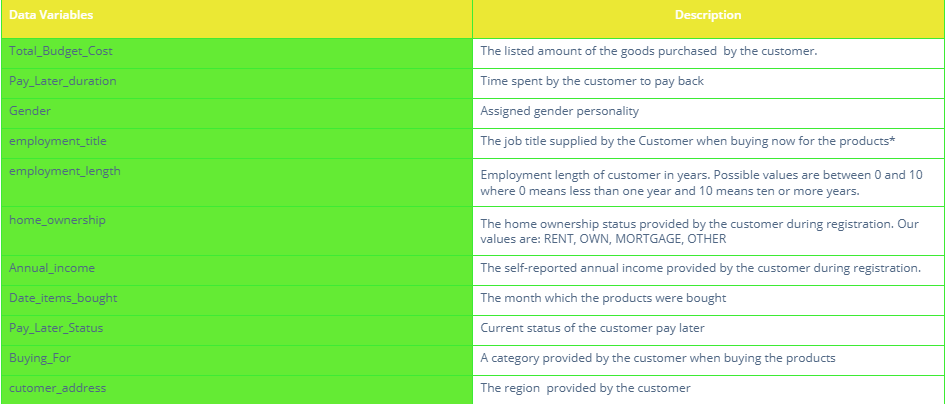 Data Variables Description
Total_Budget_Cost The listed amount of the goods purchased by the customer.
Pay_Later_duration Time spent by the customer to pay back
Gender Assigned gender personality
employment_title The job title supplied by the Customer when buying now for the products*
employment_length Employment length of customer in years. Possible values are between 0 and 10
where 0 means less than one year and 10 means ten or more years.
home_ownership The home ownership status provided by the customer during registration. Our
values are: RENT, OWN, MORTGAGE, OTHER
Annual_income The self-reported annual income provided by the customer during registration.
Date_items_bought The month which the products were bought
Pay_Later_Status Current status of the customer pay later
Buying_For A category provided by the customer when buying the products
cutomer_address The region provided by the customer